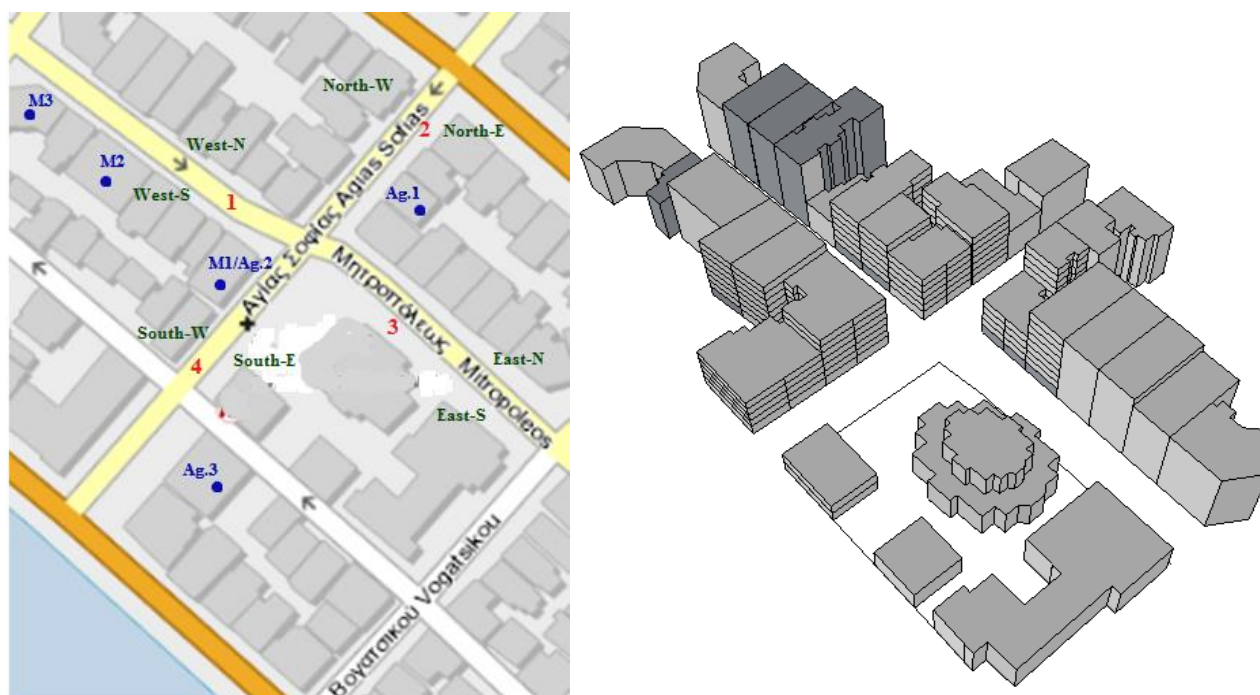 North-W
M3
2
North-E
West-N
M2
West-S
1
Ag.1
Αγίας Σοφίας Agias Sofias
M1/Ag.2
Μητροπόλεως Mitropoleos
South-W
3
South-E
4
East-N
East-S
Ag.3
Βογατσικού Vogatsikou